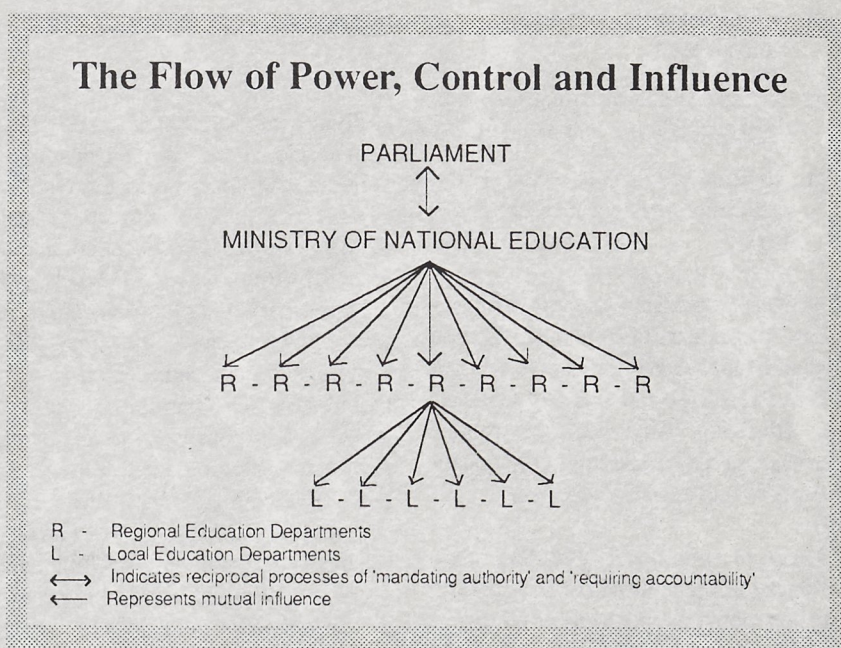 The Flow of Power, Control and Influence
PARLIAMENT
MINISTRY OF NATIONAL EDUCATION
R - R - R - R - R - R - R - R - R
L - L - L - L - L - L
R - Regional Education Departments
L - Local Education Departments
⟷ Indicates reciprocal processes of 'mandating authority' and 'requiring accountability'
⟵ Represents mutual influence